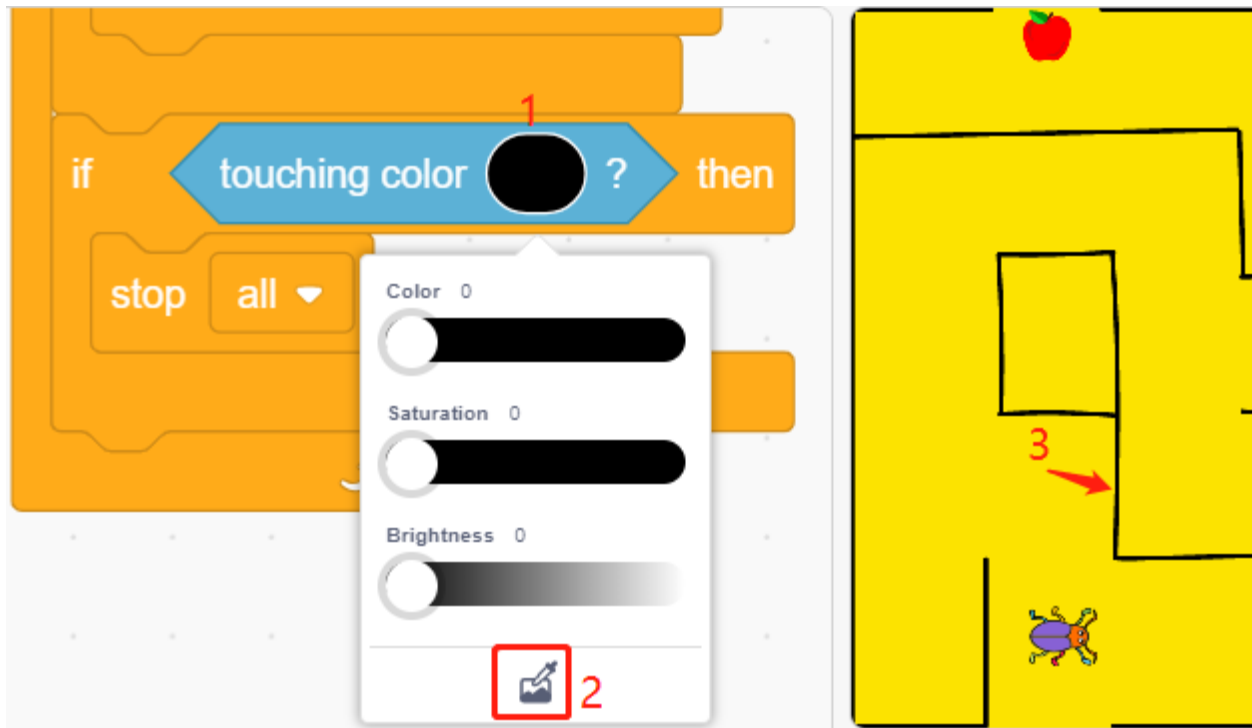 1
if touching color ? then
stop all
Color 0
Saturation 0
Brightness 0
2
3